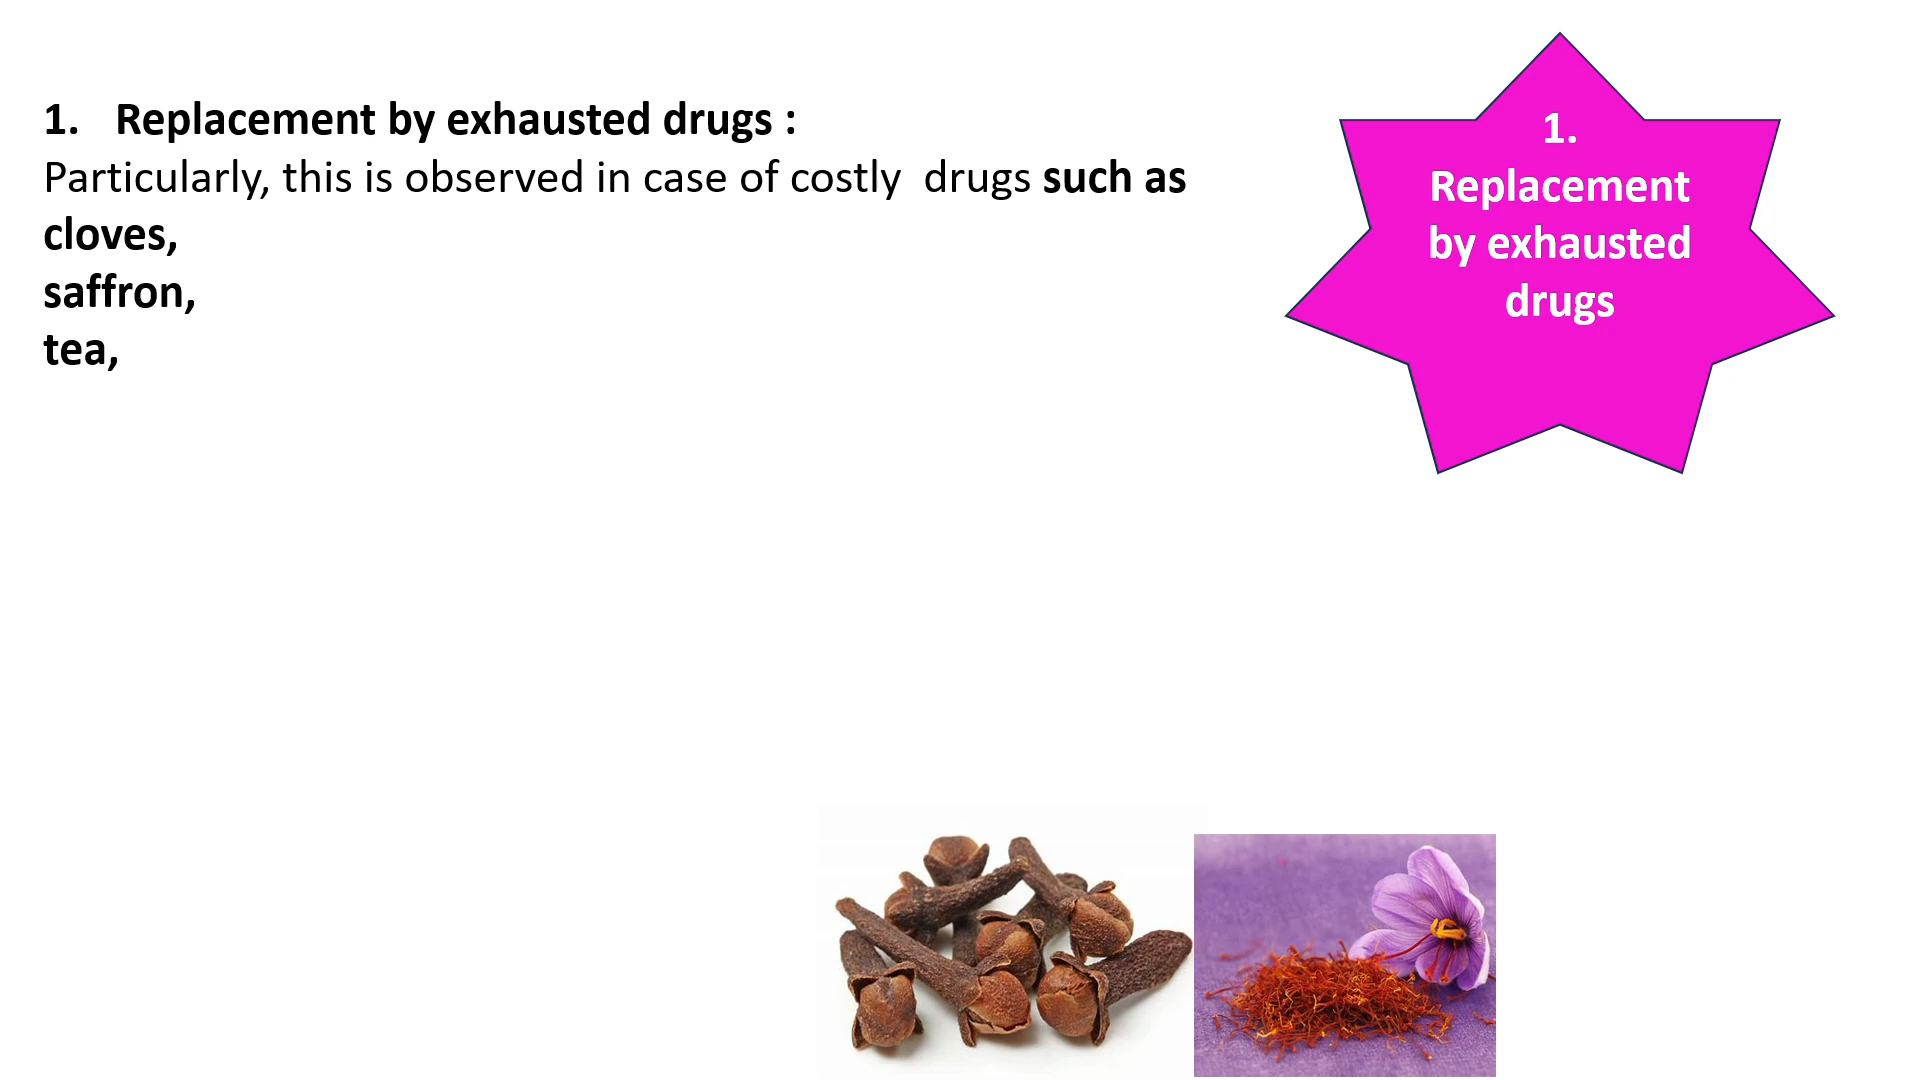 1. Replacement by exhausted drugs :
Particularly, this is observed in case of costly  drugs such as
cloves,
saffron,
tea,
1.
Replacement
by exhausted
drugs